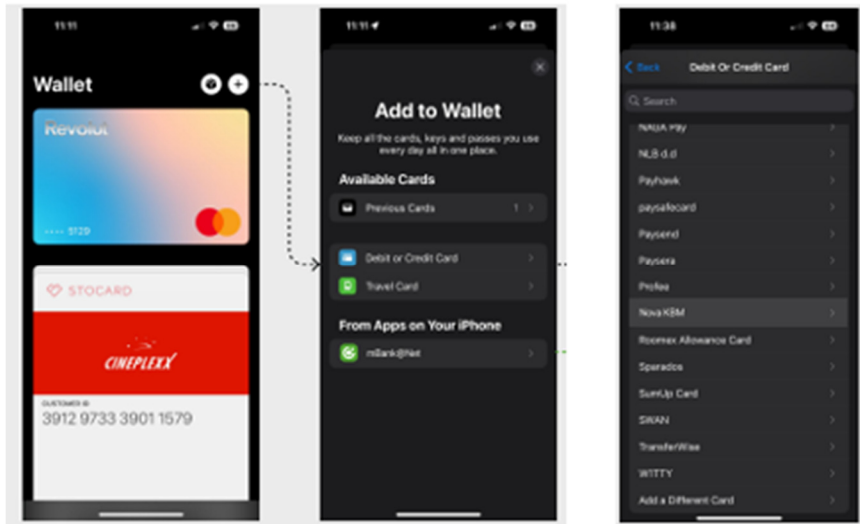 11:11
Wallet
Revolut
•••• 5129
STOCARD
CINEPLEXX
CUSTOMER ID
3912 9733 3901 1579
11:11
Add to Wallet
Keep all the cards, keys and passes you use
every day all in one place.
Available Cards
Previous Cards 1
Debit or Credit Card
Travel Card
From Apps on Your iPhone
mBank@Net
11:38
Back Debit Or Credit Card
Search
NAGA Pay
NLB d.d
Payhawk
paysafecard
Paysend
Paysera
Profee
Nova KBM
Roomex Allowance Card
Sparados
SumUp Card
SWAN
TransferWise
WITTY
Add a Different Card